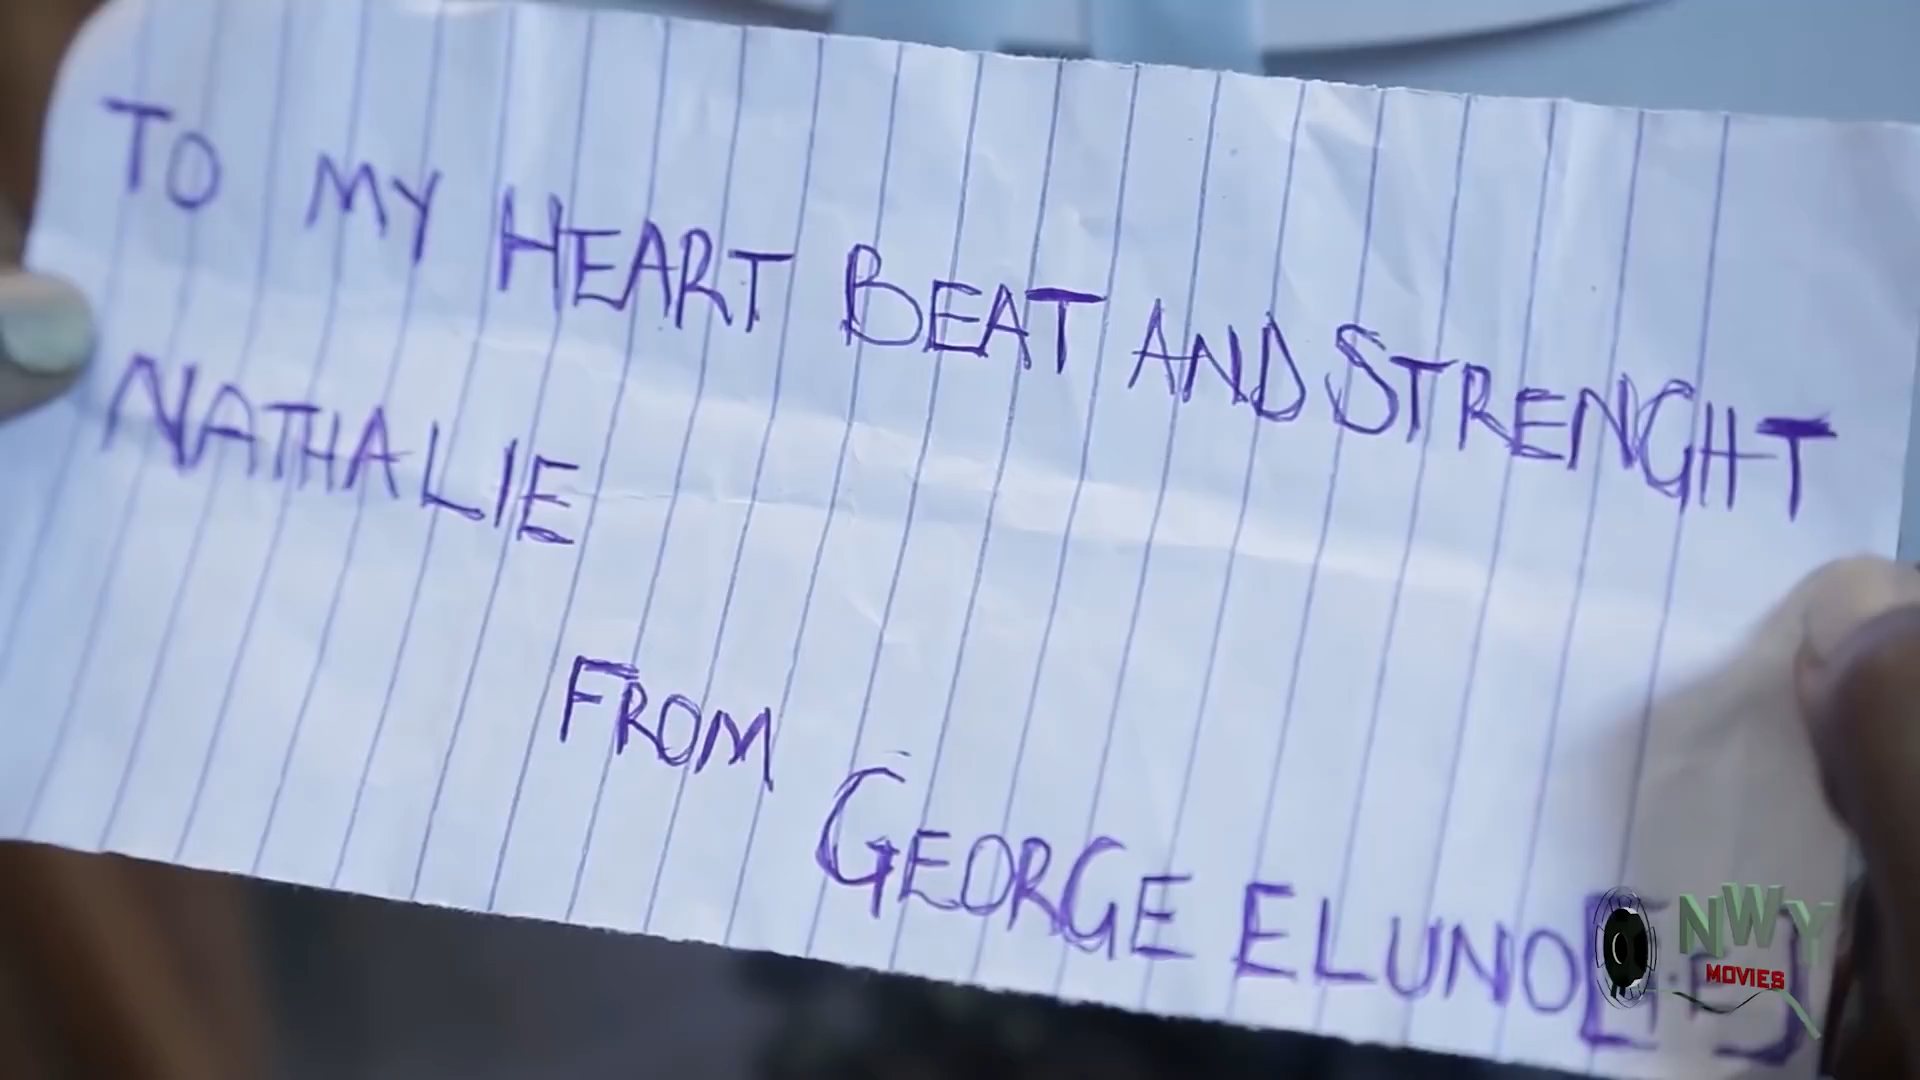 TO MY HEART BEAT AND STRENGHT
NATHALIE
FROM
GEORGE ELUNO
NWY
MOVIES